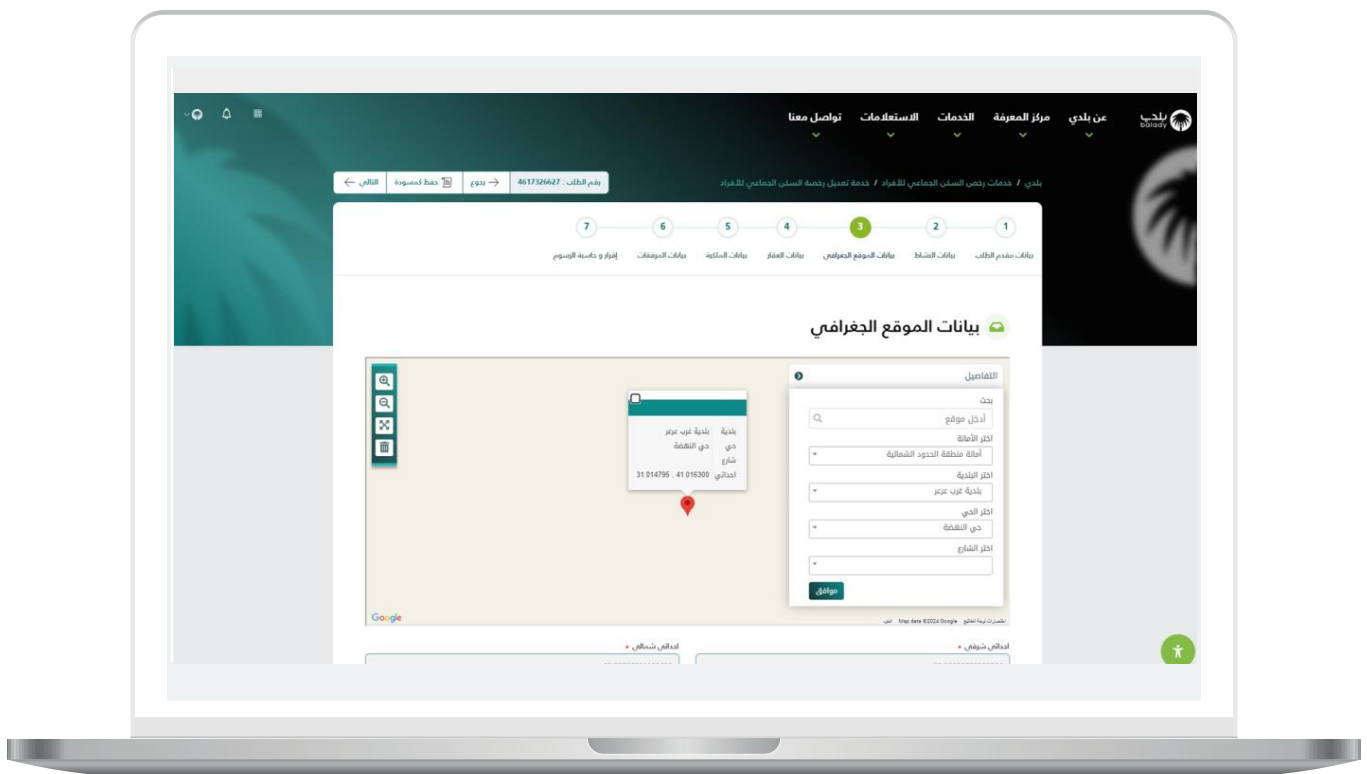 بلدي
balady
عن بلدي مركز المعرفة الخدمات الاستعلامات تواصل معنا
بلدي / خدمات رخص السكن الجماعي للأفراد / خدمة تعديل رخصة السكن الجماعي للأفراد
رقم الطلب : 4617326627
رجوع
حفظ كمسودة
التالي
1 2 3 4 5 6 7
بيانات مقدم الطلب بيانات النشاط بيانات الموقع الجغرافي بيانات العقار بيانات الملكية بيانات المرفقات إقرار و حاسبة الرسوم
بيانات الموقع الجغرافي
التفاصيل
بحث
أدخل موقع
اختر الأمانة
أمانة منطقة الحدود الشمالية
اختر البلدية
بلدية غرب عرعر
اختر الحي
حي النهضة
اختر الشارع
موافق
بلدية بلدية غرب عرعر
حي حي النهضة
شارع
احداثي 31.014795 , 41.016300
Google
Map data ©2024 Google
احداثي شرقي *
احداثي شمالي *